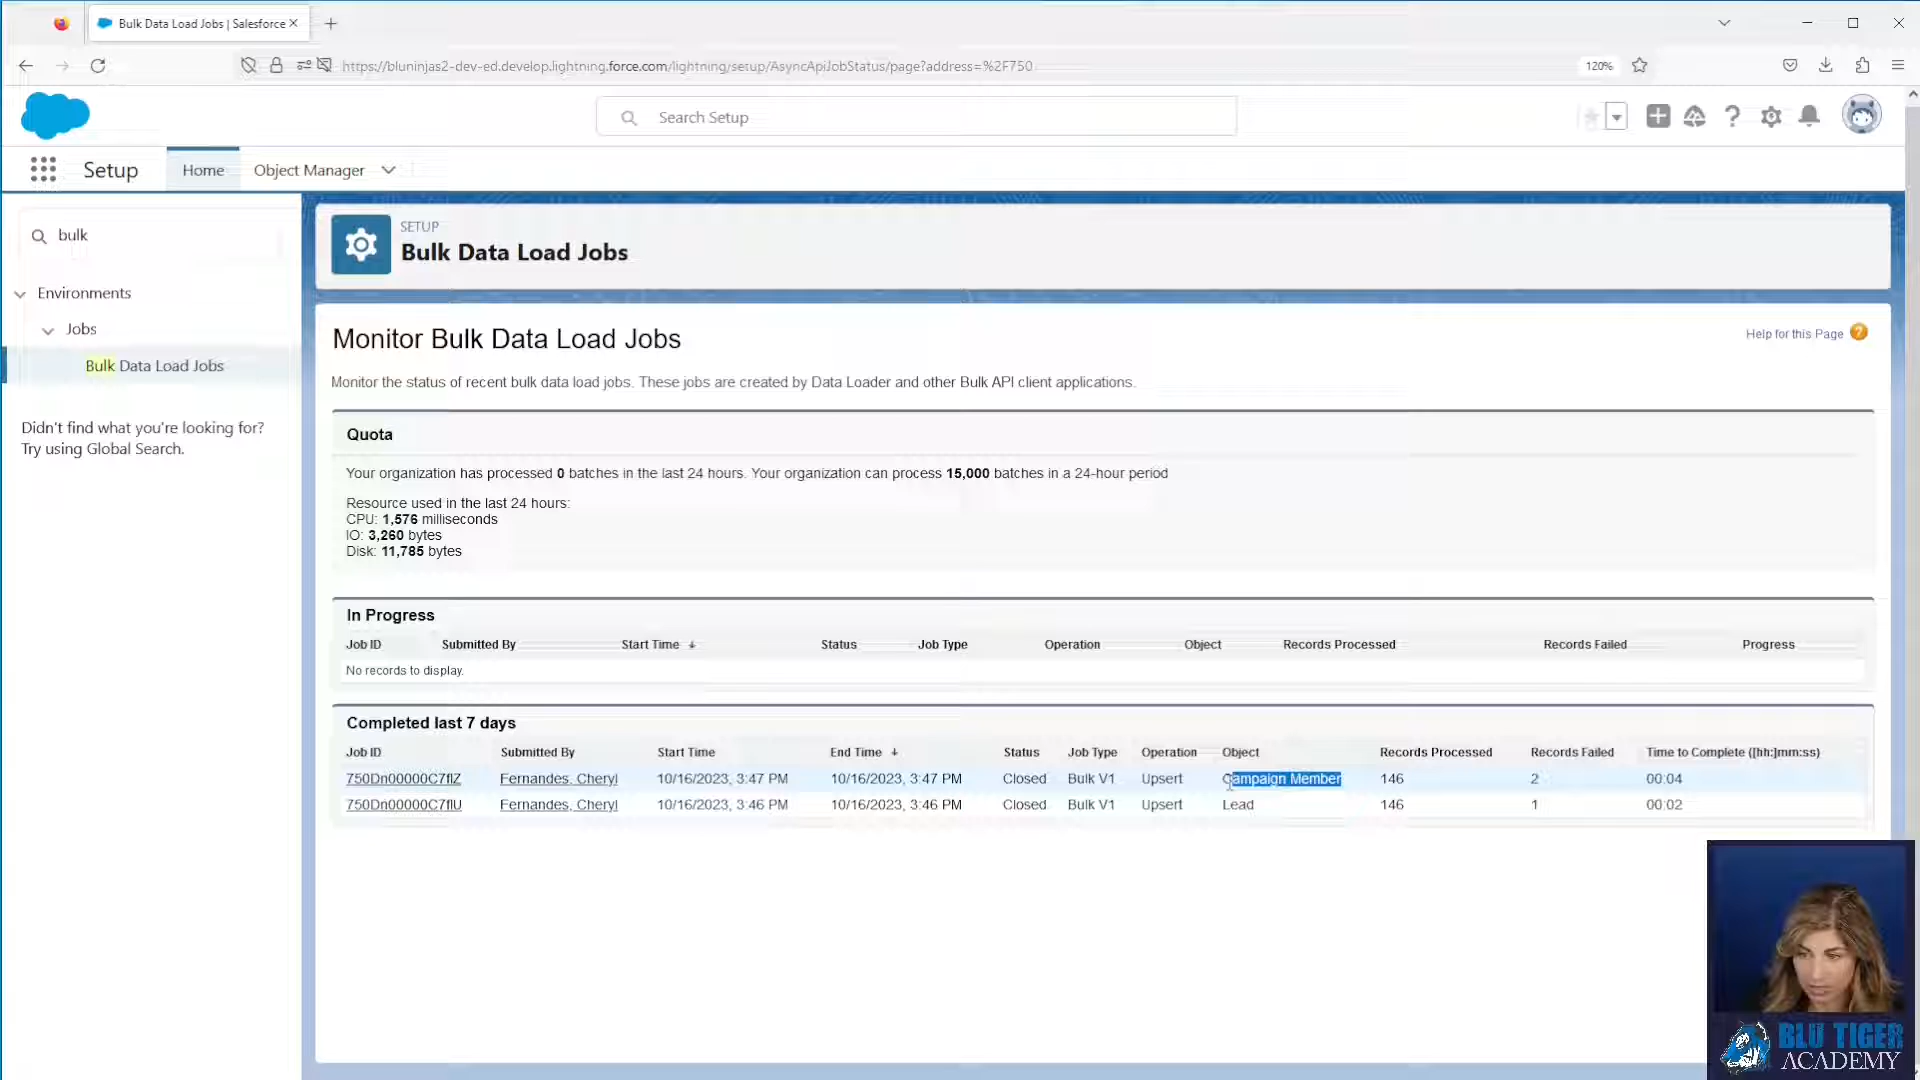 Bulk Data Load Jobs | Salesforce
https://bluninjas2-dev-ed.develop.lightning.force.com/lightning/setup/AsyncApiJobStatus/page?address=%2F750
120%
Search Setup
Setup
Home
Object Manager
bulk
Environments
Jobs
Bulk Data Load Jobs
Didn't find what you're looking for?
Try using Global Search.
SETUP
Bulk Data Load Jobs
Monitor Bulk Data Load Jobs
Help for this Page ?
Monitor the status of recent bulk data load jobs. These jobs are created by Data Loader and other Bulk API client applications.
Quota
Your organization has processed 0 batches in the last 24 hours. Your organization can process 15,000 batches in a 24-hour period
Resource used in the last 24 hours:
CPU: 1,576 milliseconds
IO: 3,260 bytes
Disk: 11,785 bytes
In Progress
Job ID Submitted By Start Time Status Job Type Operation Object Records Processed Records Failed Progress
No records to display.
Completed last 7 days
Job ID Submitted By Start Time End Time Status Job Type Operation Object Records Processed Records Failed Time to Complete ([hh:]mm:ss)
750Dn00000C7flZ Fernandes, Cheryl 10/16/2023, 3:47 PM 10/16/2023, 3:47 PM Closed Bulk V1 Upsert Campaign Member 146 2 00:04
750Dn00000C7flU Fernandes, Cheryl 10/16/2023, 3:46 PM 10/16/2023, 3:46 PM Closed Bulk V1 Upsert Lead 146 1 00:02
BLU TIGER
ACADEMY